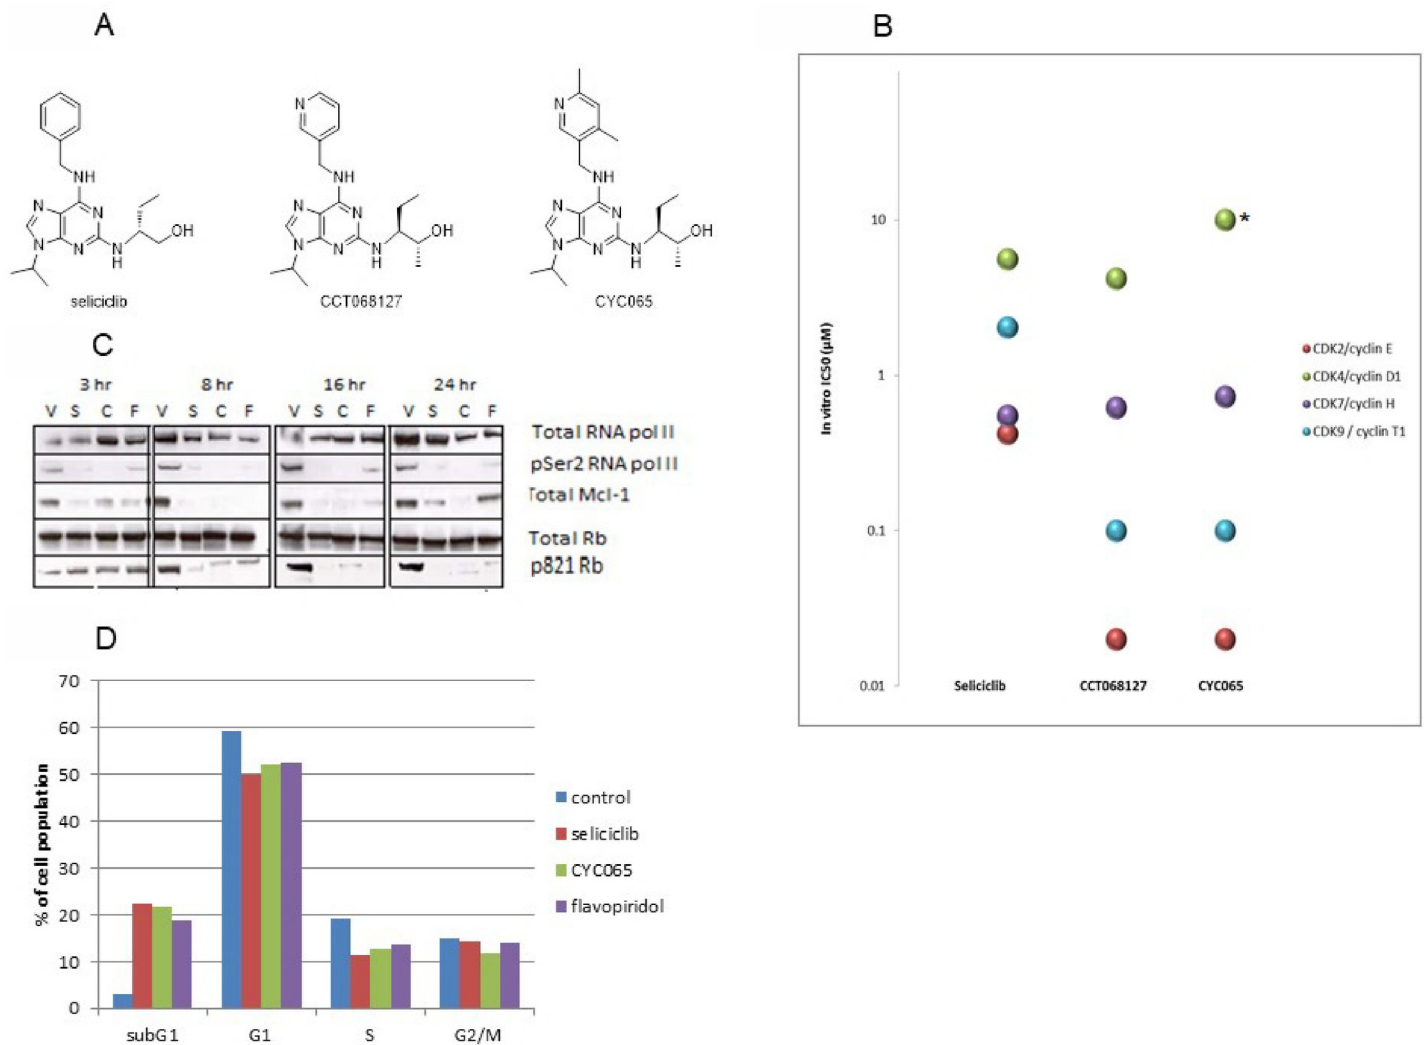 A
N
NH
N
N
N
N
N
H
OH
seliciclib
N
NH
N
N
N
N
N
H
OH
CCT068127
N
NH
N
N
N
N
N
H
OH
CYC065
B
In vitro IC50 (µM)
10
1
0.1
0.01
*
Seliciclib
CCT068127
CYC065
CDK2/cyclin E
CDK4/cyclin D1
CDK7/cyclin H
CDK9 / cyclin T1
C
3 hr 8 hr 16 hr 24 hr
V S C F V S C F V S C F V S C F
Total RNA pol II
pSer2 RNA pol II
Total Mcl-1
Total Rb
p821 Rb
D
% of cell population
70
60
50
40
30
20
10
0
subG1 G1 S G2/M
control
seliciclib
CYC065
flavopiridol